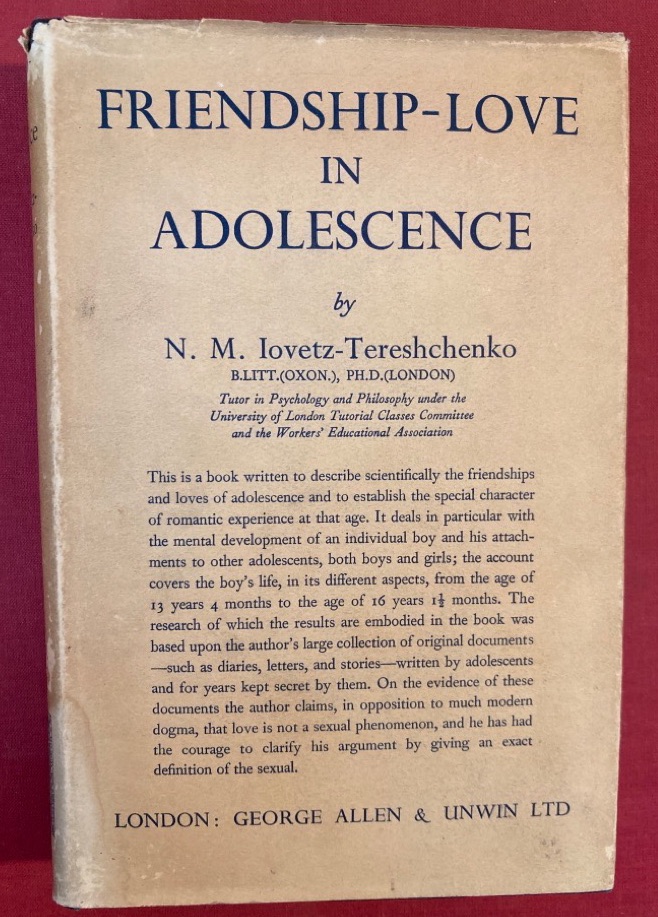 FRIENDSHIP-LOVE
IN
ADOLESCENCE
by
N. M. Iovetz-Tereshchenko
B.LITT.(OXON.), PH.D.(LONDON)
Tutor in Psychology and Philosophy under the
University of London Tutorial Classes Committee
and the Workers' Educational Association
This is a book written to describe scientifically the friendships
and loves of adolescence and to establish the special character
of romantic experience at that age. It deals in particular with
the mental development of an individual boy and his attach-
ments to other adolescents, both boys and girls; the account
covers the boy's life, in its different aspects, from the age of
13 years 4 months to the age of 16 years 1½ months. The
research of which the results are embodied in the book was
based upon the author's large collection of original documents
—such as diaries, letters, and stories—written by adolescents
and for years kept secret by them. On the evidence of these
documents the author claims, in opposition to much modern
dogma, that love is not a sexual phenomenon, and he has had
the courage to clarify his argument by giving an exact
definition of the sexual.
LONDON: GEORGE ALLEN & UNWIN LTD